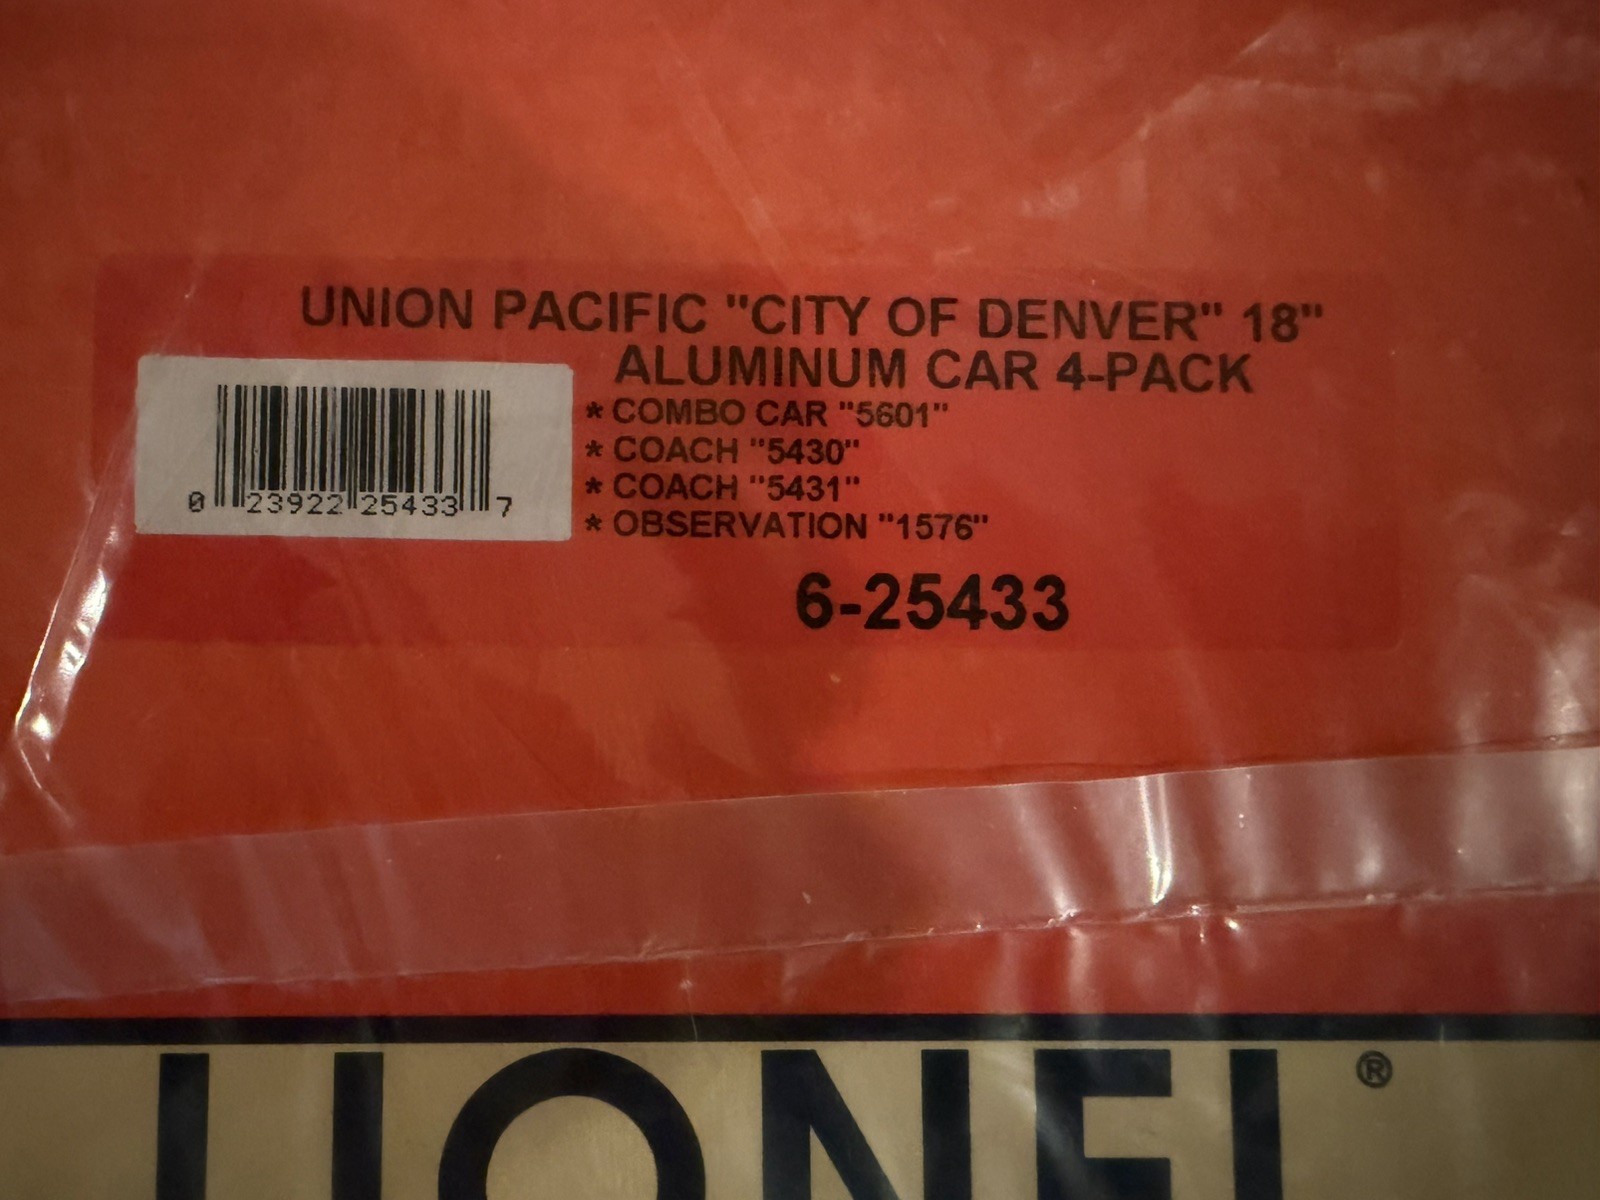 UNION PACIFIC "CITY OF DENVER" 18"
ALUMINUM CAR 4-PACK
* COMBO CAR "5601"
* COACH "5430"
* COACH "5431"
* OBSERVATION "1576"
0 23922 25433 7
6-25433
LIONEL®